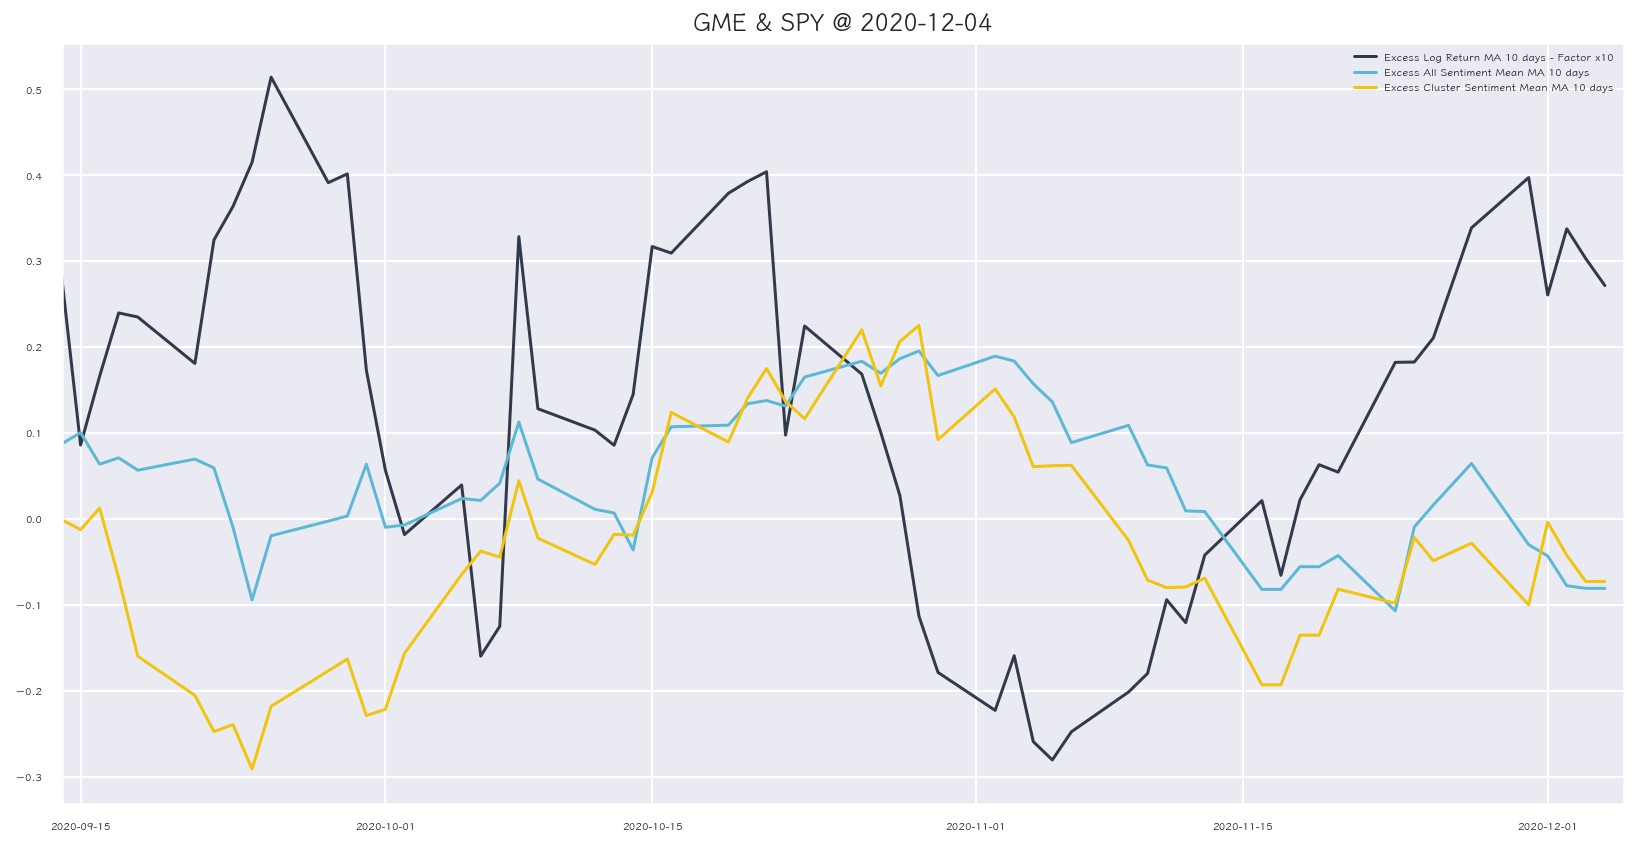 GME & SPY @ 2020-12-04
Excess Log Return MA 10 days - Factor x10
Excess All Sentiment Mean MA 10 days
Excess Cluster Sentiment Mean MA 10 days
0.5
0.4
0.3
0.2
0.1
0.0
−0.1
−0.2
−0.3
2020-09-15 2020-10-01 2020-10-15 2020-11-01 2020-11-15 2020-12-01